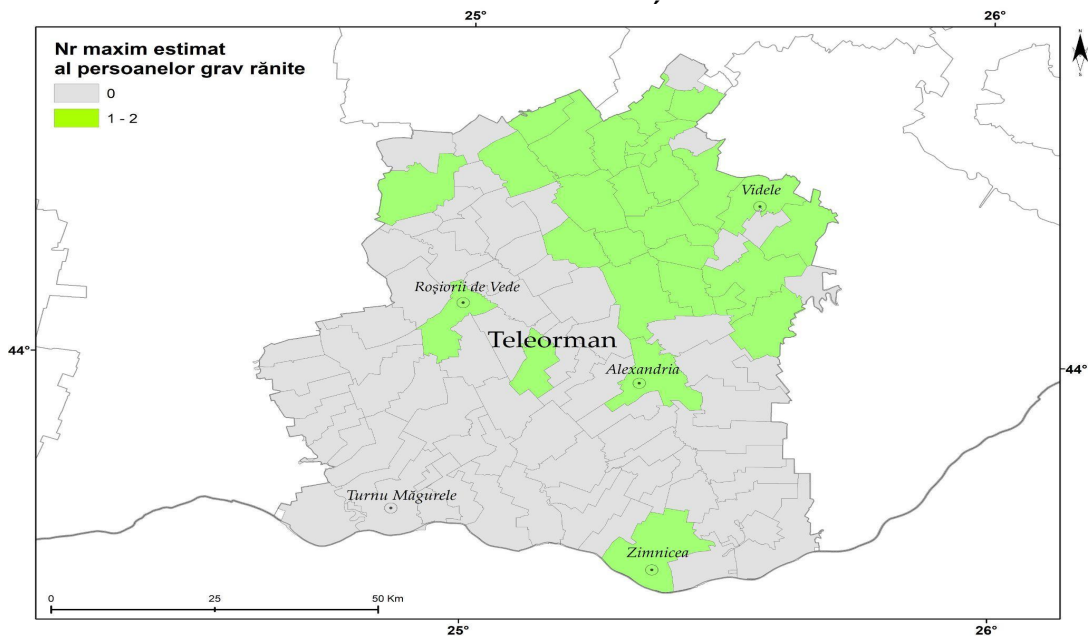 25°
26°
Nr maxim estimat
al persoanelor grav rănite
0
1 - 2
N
S
Videle
Roșiorii de Vede
Teleorman
44°
Alexandria
44°
Turnu Măgurele
Zimnicea
0
25
50 Km
25°
26°